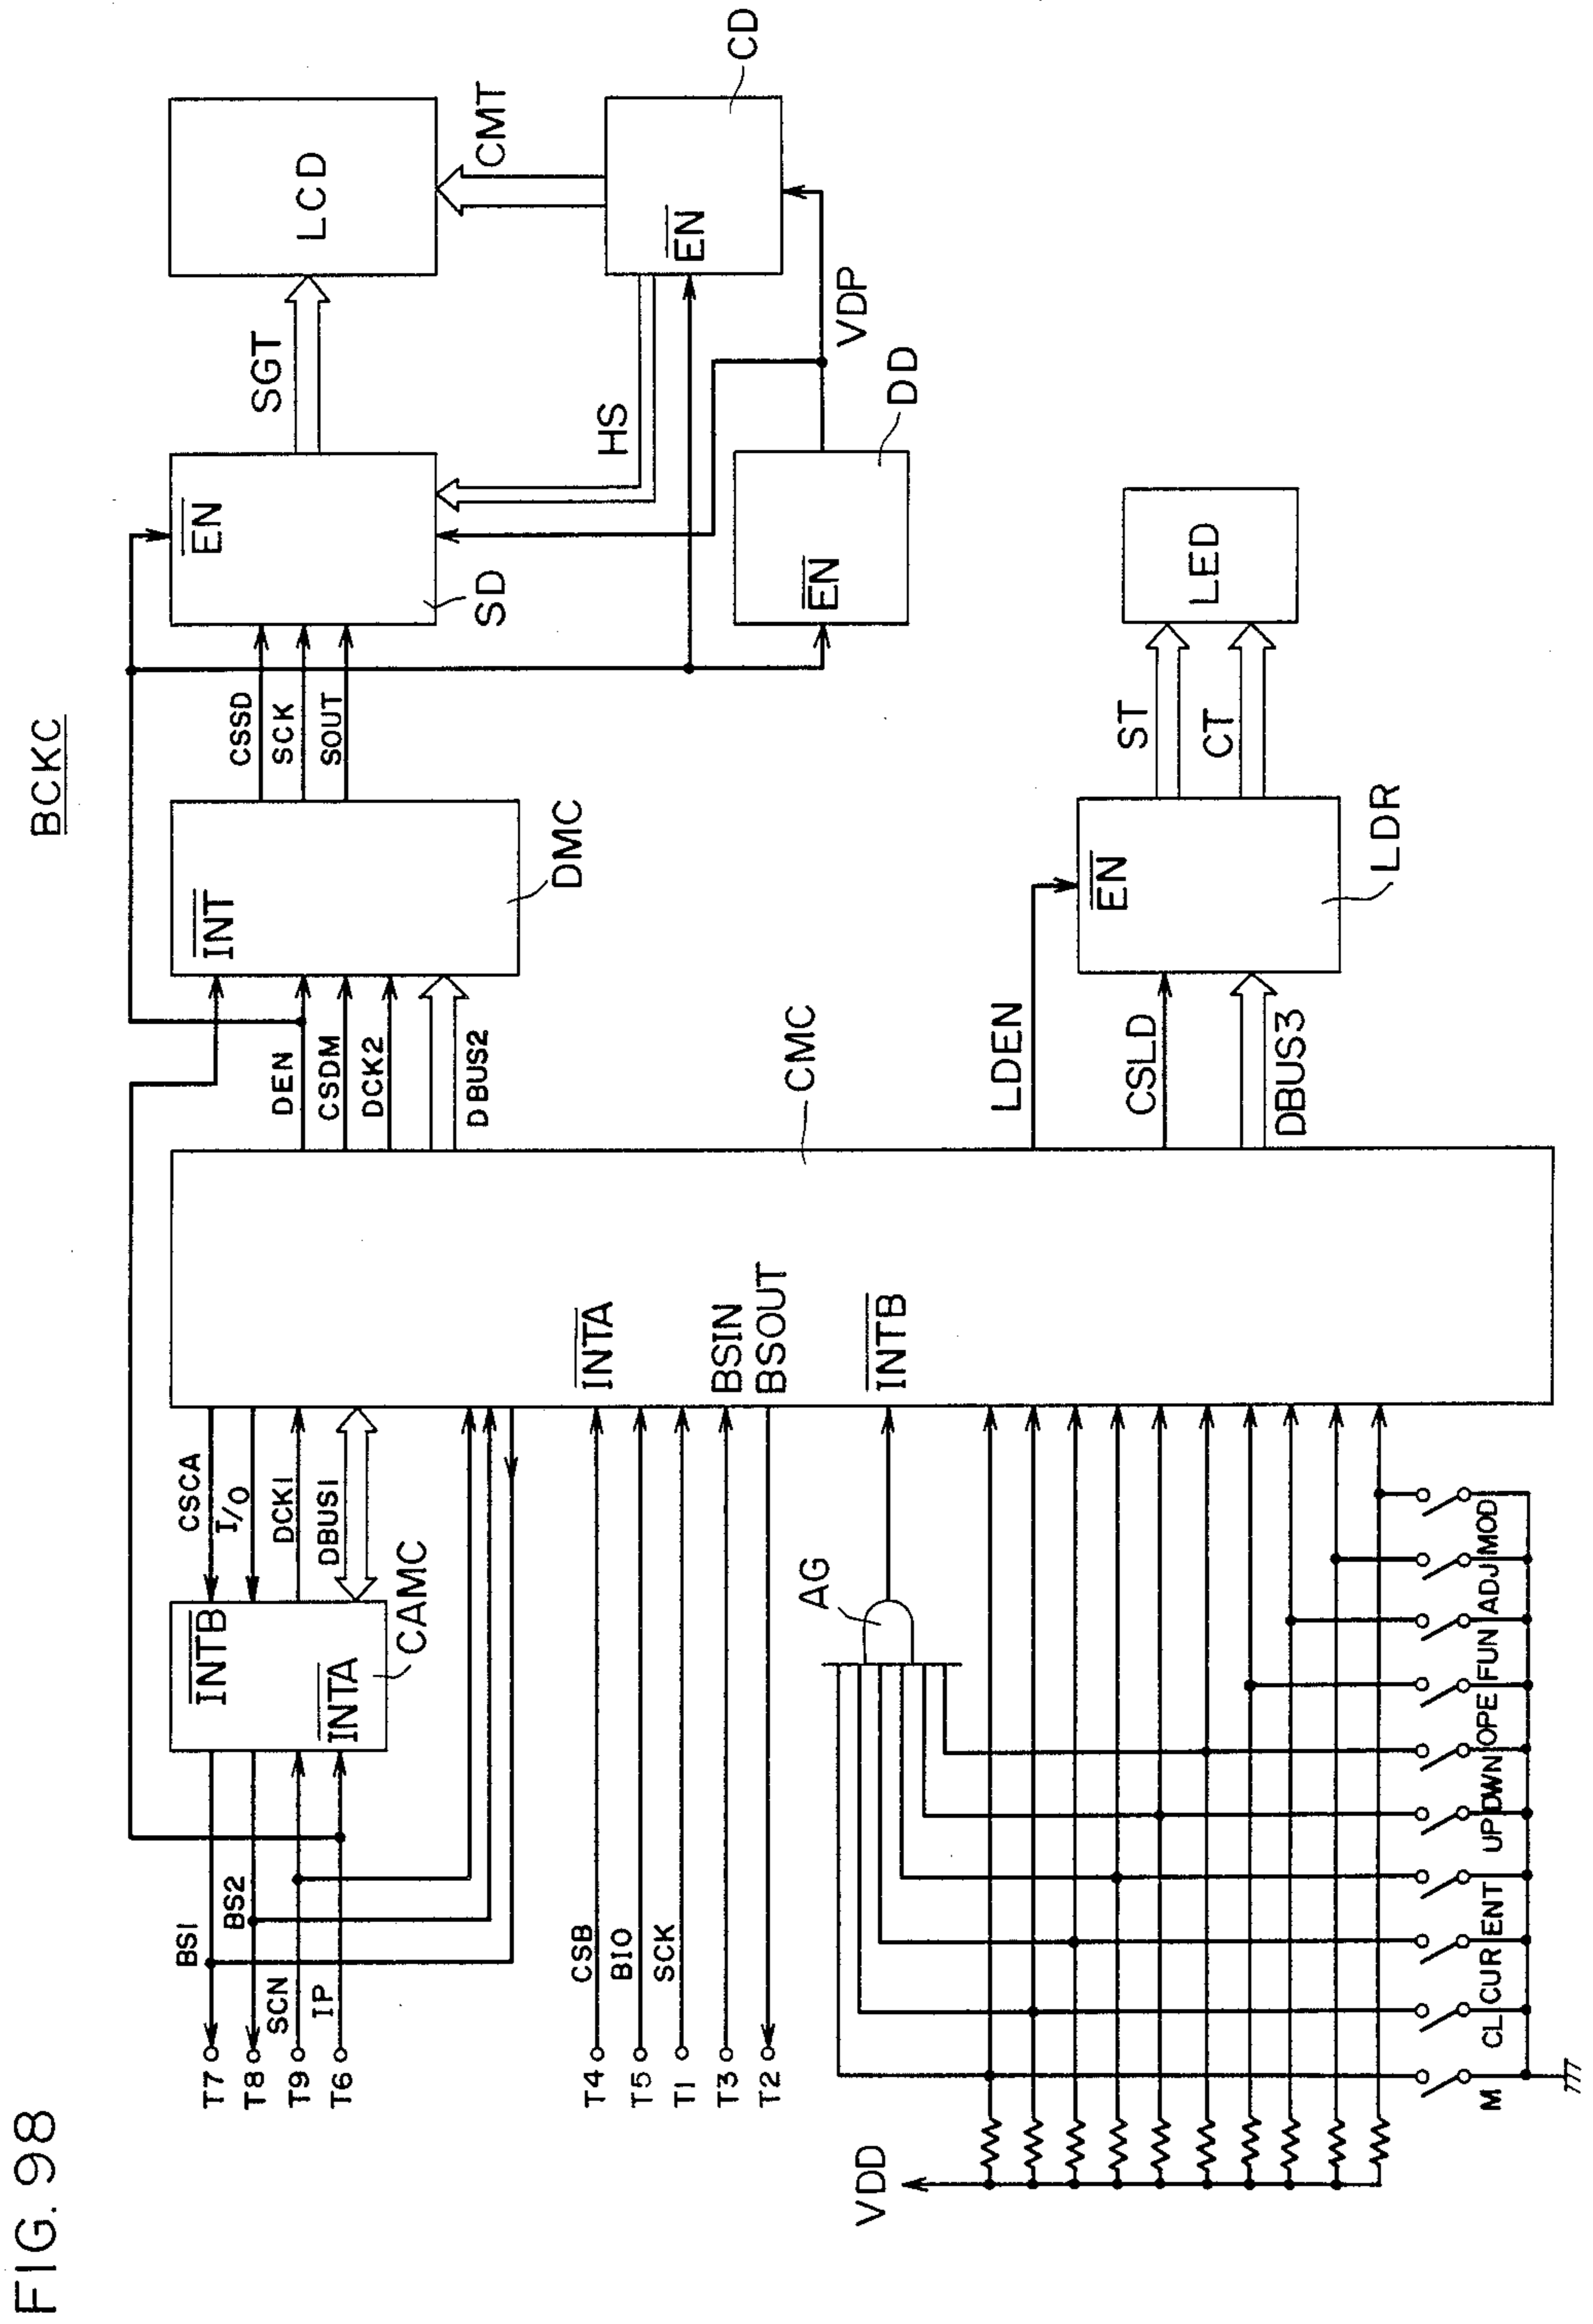 FIG. 98
BCKC
T7
T8
T9
T6
BS1
BS2
SCN
IP
INTB
INTA
CAMC
CSCA
I/O
DCK1
DBUS1
T4
T5
T1
T3
T2
CSB
BIO
SCK
INTA
BSIN
BSOUT
INTB
CMC
DEN
CSDM
DCK2
DBUS2
INT
DMC
CSSD
SCK
SOUT
EN
SD
SGT
LCD
CMT
HS
EN
CD
VDP
EN
DD
LDEN
CSLD
DBUS3
EN
LDR
ST
CT
LED
AG
VDD
M
CL
CUR
ENT
UP
DWN
OPE
FUN
ADJ
MOD